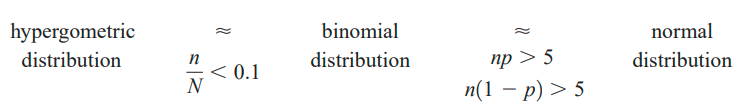 hypergometric ≈ binomial ≈ normal
distribution n/N < 0.1 distribution np > 5 distribution
n(1 − p) > 5